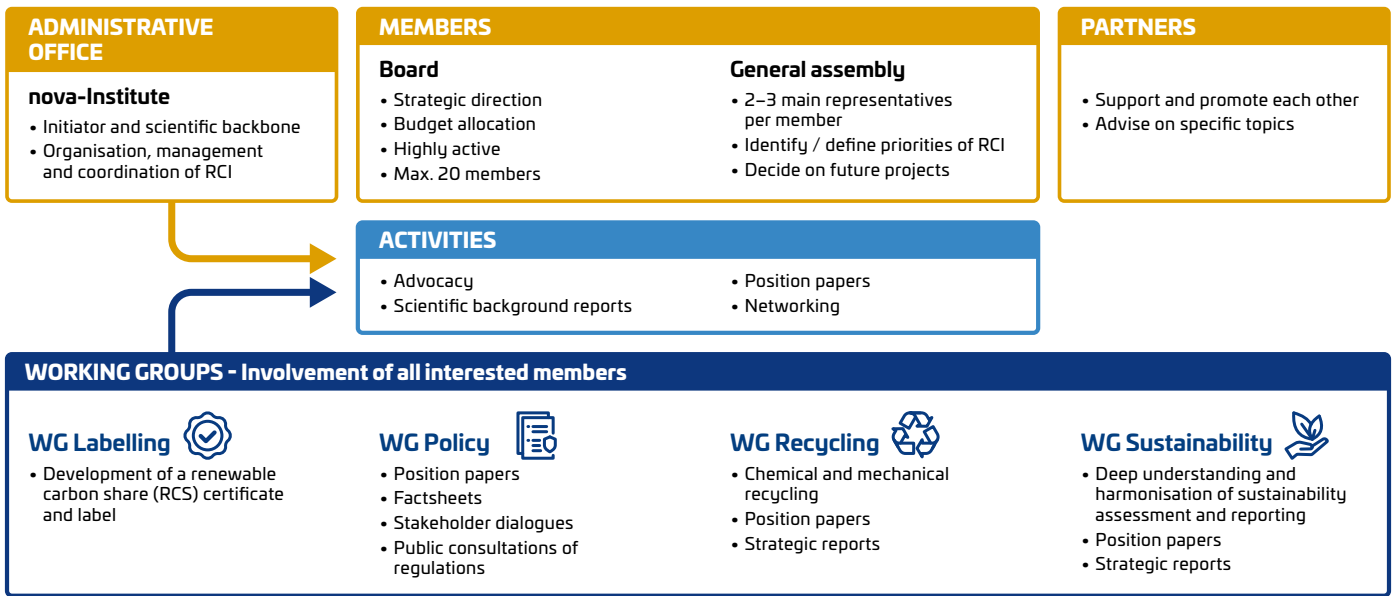 ADMINISTRATIVE
OFFICE
nova-Institute
• Initiator and scientific backbone
• Organisation, management
and coordination of RCI
MEMBERS
Board
• Strategic direction
• Budget allocation
• Highly active
• Max. 20 members
General assembly
• 2–3 main representatives
per member
• Identify / define priorities of RCI
• Decide on future projects
PARTNERS
• Support and promote each other
• Advise on specific topics
ACTIVITIES
• Advocacy
• Scientific background reports
• Position papers
• Networking
WORKING GROUPS - Involvement of all interested members
WG Labelling
• Development of a renewable
carbon share (RCS) certificate
and label
WG Policy
• Position papers
• Factsheets
• Stakeholder dialogues
• Public consultations of
regulations
WG Recycling
• Chemical and mechanical
recycling
• Position papers
• Strategic reports
WG Sustainability
• Deep understanding and
harmonisation of sustainability
assessment and reporting
• Position papers
• Strategic reports